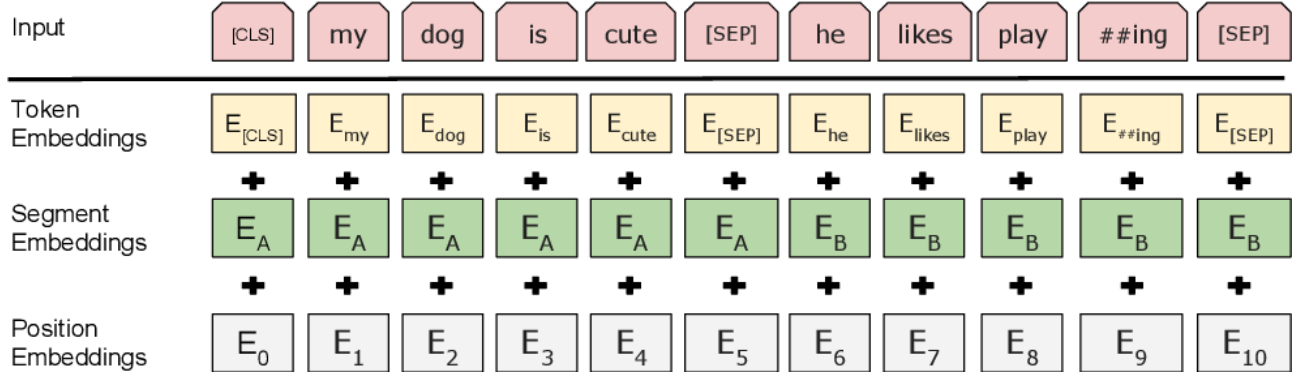 Input [CLS] my dog is cute [SEP] he likes play ##ing [SEP]
Token
Embeddings
E[CLS] Emy Edog Eis Ecute E[SEP] Ehe Elikes Eplay E##ing E[SEP]
+ + + + + + + + + + +
Segment
Embeddings
EA EA EA EA EA EA EB EB EB EB EB
+ + + + + + + + + + +
Position
Embeddings
E0 E1 E2 E3 E4 E5 E6 E7 E8 E9 E10